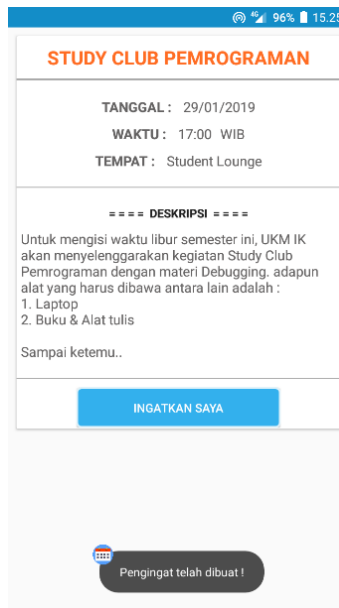 4G 96% 15.25
STUDY CLUB PEMROGRAMAN
TANGGAL : 29/01/2019
WAKTU : 17:00 WIB
TEMPAT : Student Lounge
==== DESKRIPSI ====
Untuk mengisi waktu libur semester ini, UKM IK
akan menyelenggarakan kegiatan Study Club
Pemrograman dengan materi Debugging. adapun
alat yang harus dibawa antara lain adalah :
1. Laptop
2. Buku & Alat tulis
Sampai ketemu..
INGATKAN SAYA
Pengingat telah dibuat !